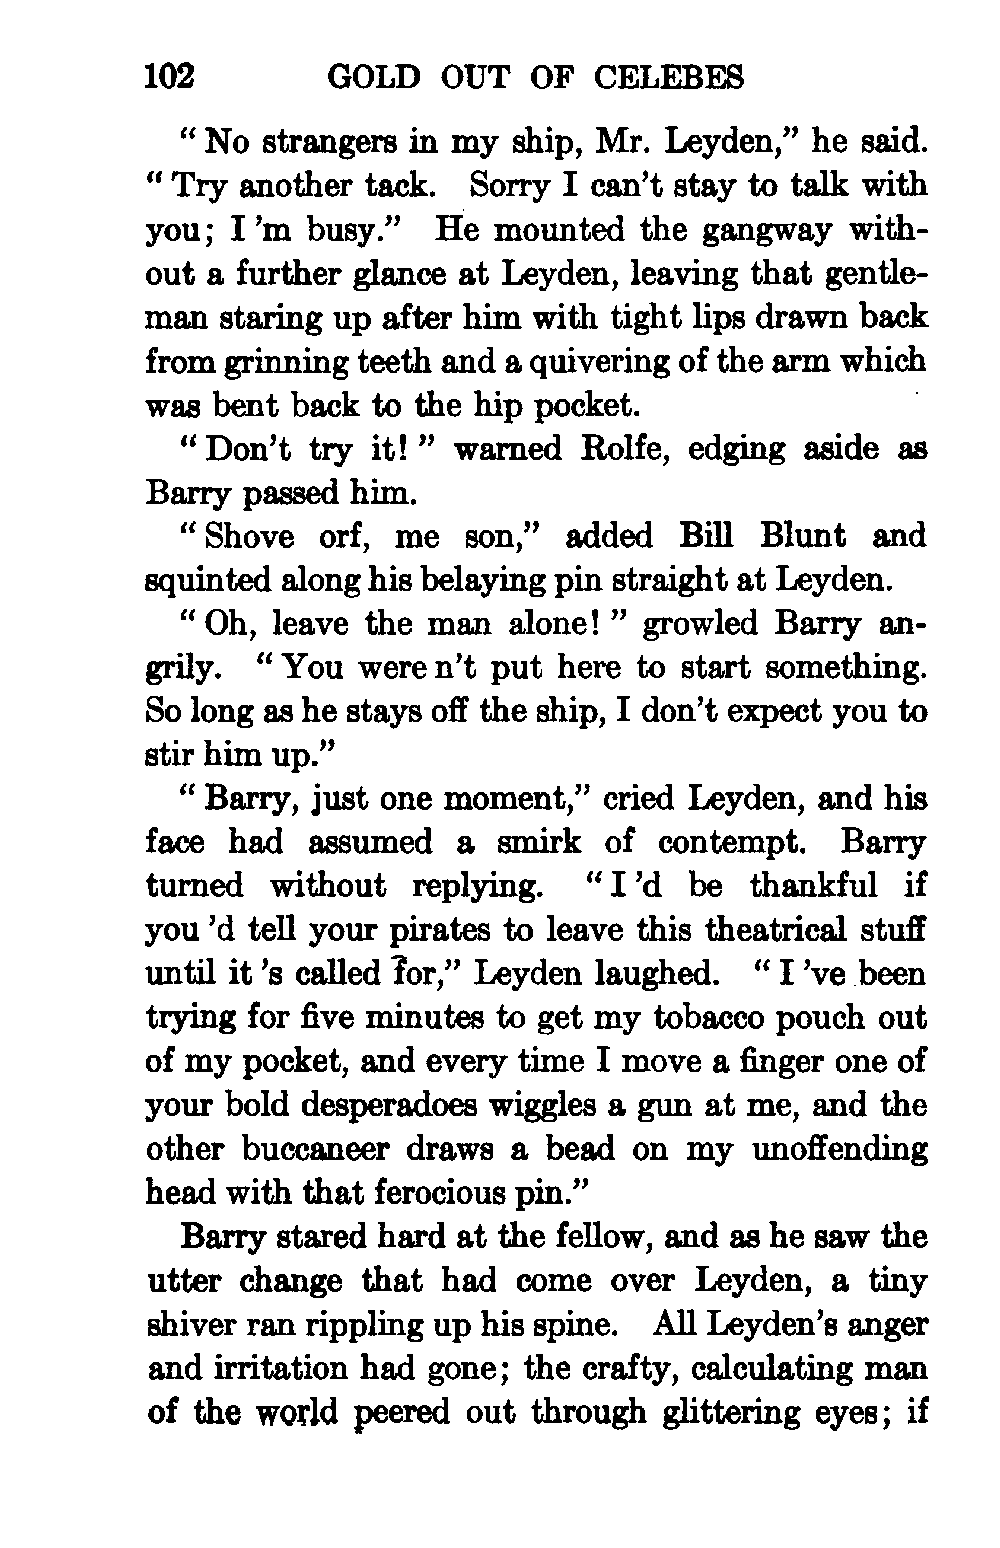 102 GOLD OUT OF CELEBES
“ No strangers in my ship, Mr. Leyden,” he said.
“ Try another tack. Sorry I can’t stay to talk with
you; I ’m busy.” He mounted the gangway with-
out a further glance at Leyden, leaving that gentle-
man staring up after him with tight lips drawn back
from grinning teeth and a quivering of the arm which
was bent back to the hip pocket.
“ Don’t try it! ” warned Rolfe, edging aside as
Barry passed him.
“ Shove orf, me son,” added Bill Blunt and
squinted along his belaying pin straight at Leyden.
“ Oh, leave the man alone! ” growled Barry an-
grily. “ You were n’t put here to start something.
So long as he stays off the ship, I don’t expect you to
stir him up.”
“ Barry, just one moment,” cried Leyden, and his
face had assumed a smirk of contempt. Barry
turned without replying. “ I ’d be thankful if
you ’d tell your pirates to leave this theatrical stuff
until it ’s called for,” Leyden laughed. “ I ’ve been
trying for five minutes to get my tobacco pouch out
of my pocket, and every time I move a finger one of
your bold desperadoes wiggles a gun at me, and the
other buccaneer draws a bead on my unoffending
head with that ferocious pin.”
Barry stared hard at the fellow, and as he saw the
utter change that had come over Leyden, a tiny
shiver ran rippling up his spine. All Leyden’s anger
and irritation had gone; the crafty, calculating man
of the world peered out through glittering eyes; if